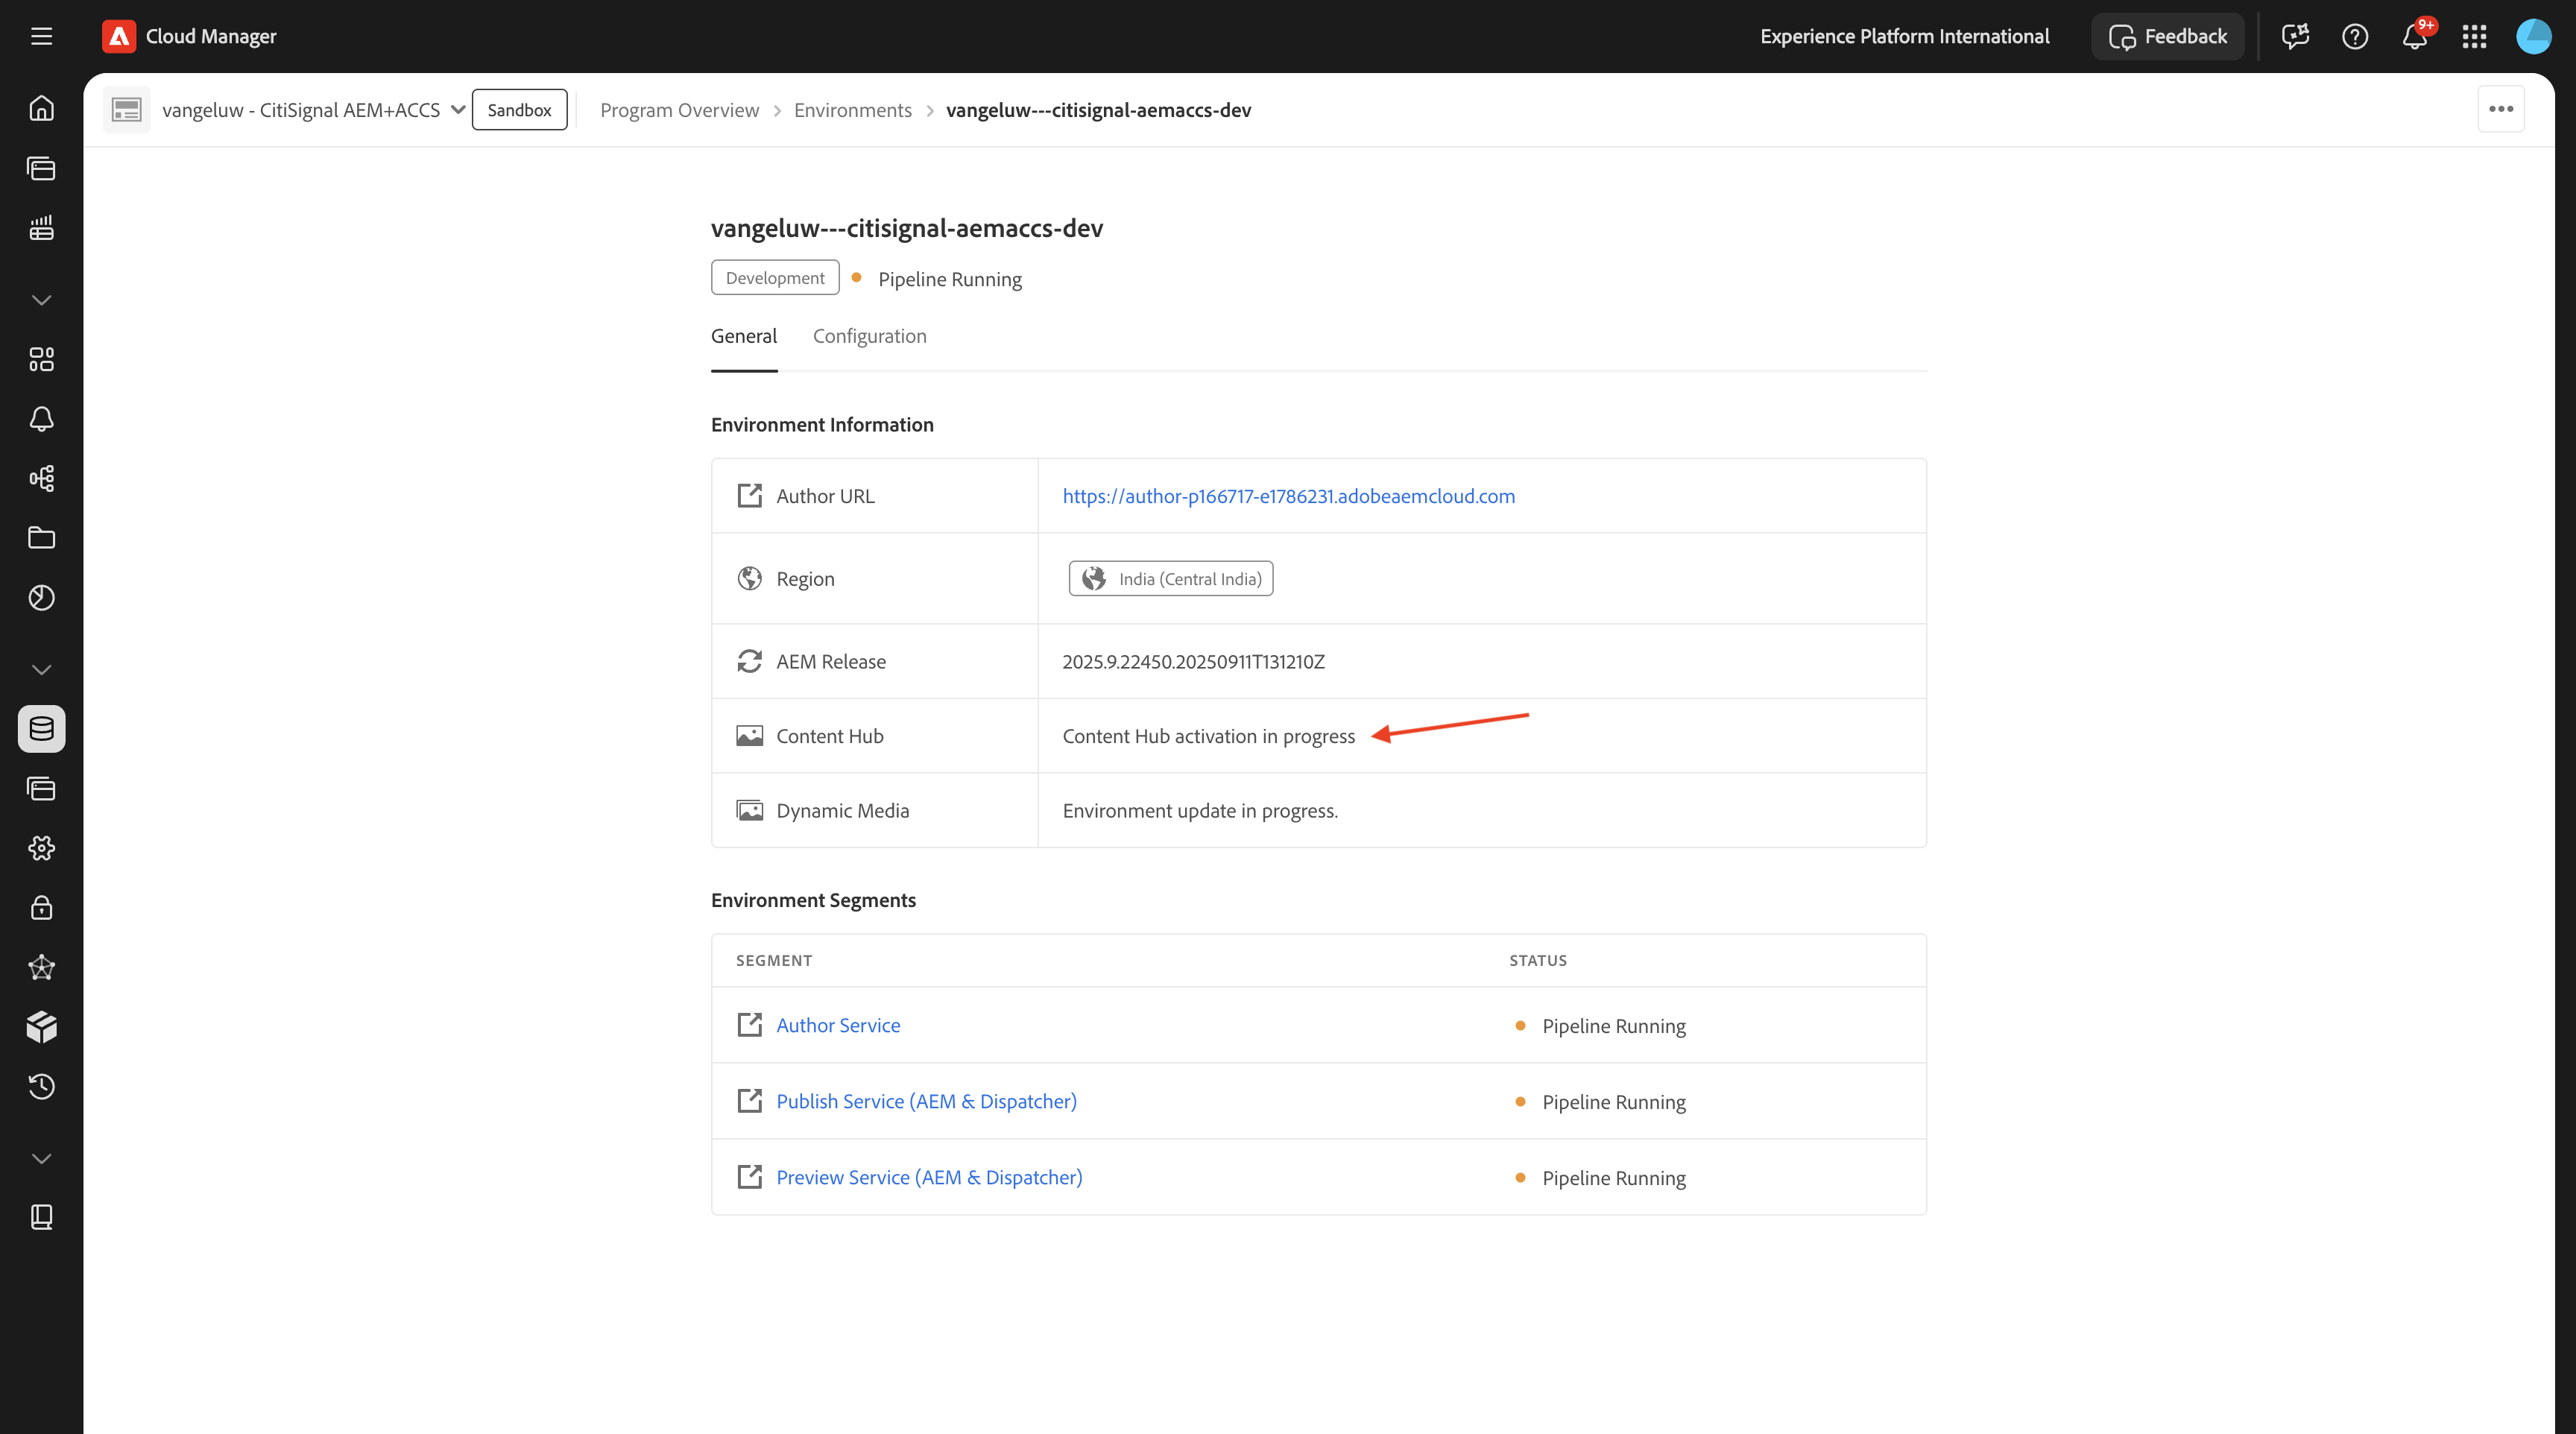 Cloud Manager
Experience Platform International
Feedback
9+
vangeluw - CitiSignal AEM+ACCS
Sandbox
Program Overview
Environments
vangeluw---citisignal-aemaccs-dev
vangeluw---citisignal-aemaccs-dev
Development
Pipeline Running
General
Configuration
Environment Information
Author URL
https://author-p166717-e1786231.adobeaemcloud.com
Region
India (Central India)
AEM Release
2025.9.22450.20250911T131210Z
Content Hub
Content Hub activation in progress
Dynamic Media
Environment update in progress.
Environment Segments
SEGMENT
STATUS
Author Service
Pipeline Running
Publish Service (AEM & Dispatcher)
Pipeline Running
Preview Service (AEM & Dispatcher)
Pipeline Running